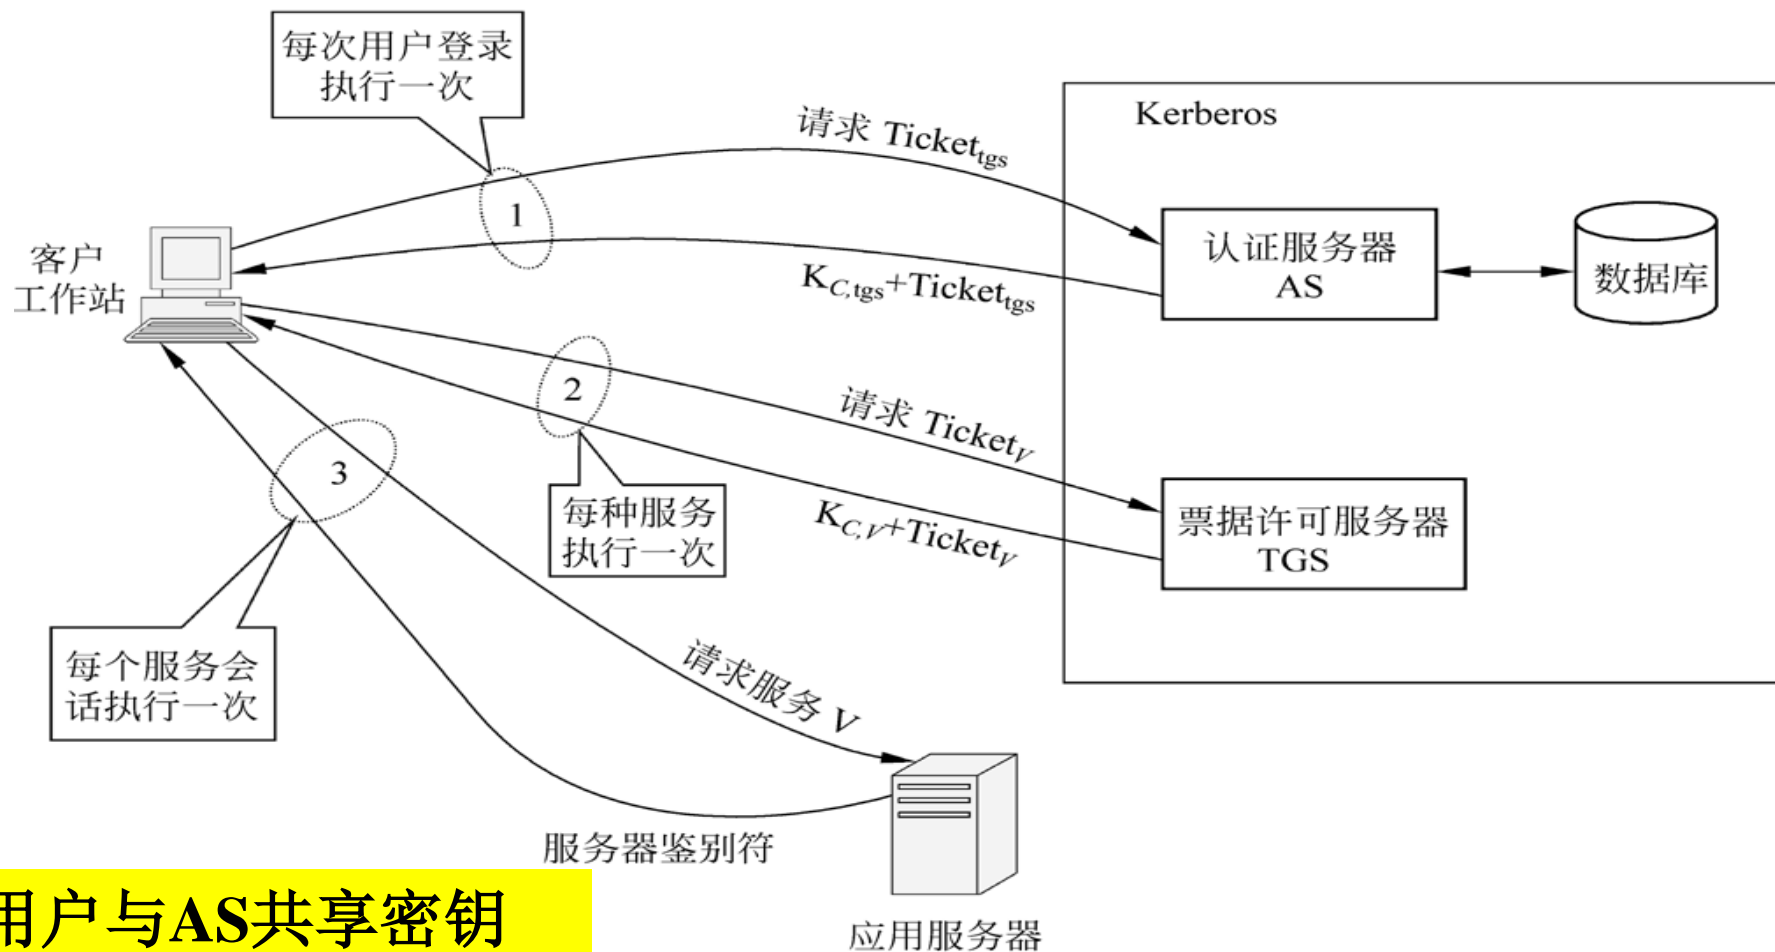 每次用户登录
执行一次
请求 Ticket_tgs
Kerberos
1
客户
工作站
K_C,tgs+Ticket_tgs
认证服务器
AS
数据库
2
请求 Ticket_V
3
每种服务
执行一次
K_C,V+Ticket_V
票据许可服务器
TGS
每个服务会
话执行一次
请求服务 V
服务器鉴别符
用户与AS共享密钥
应用服务器